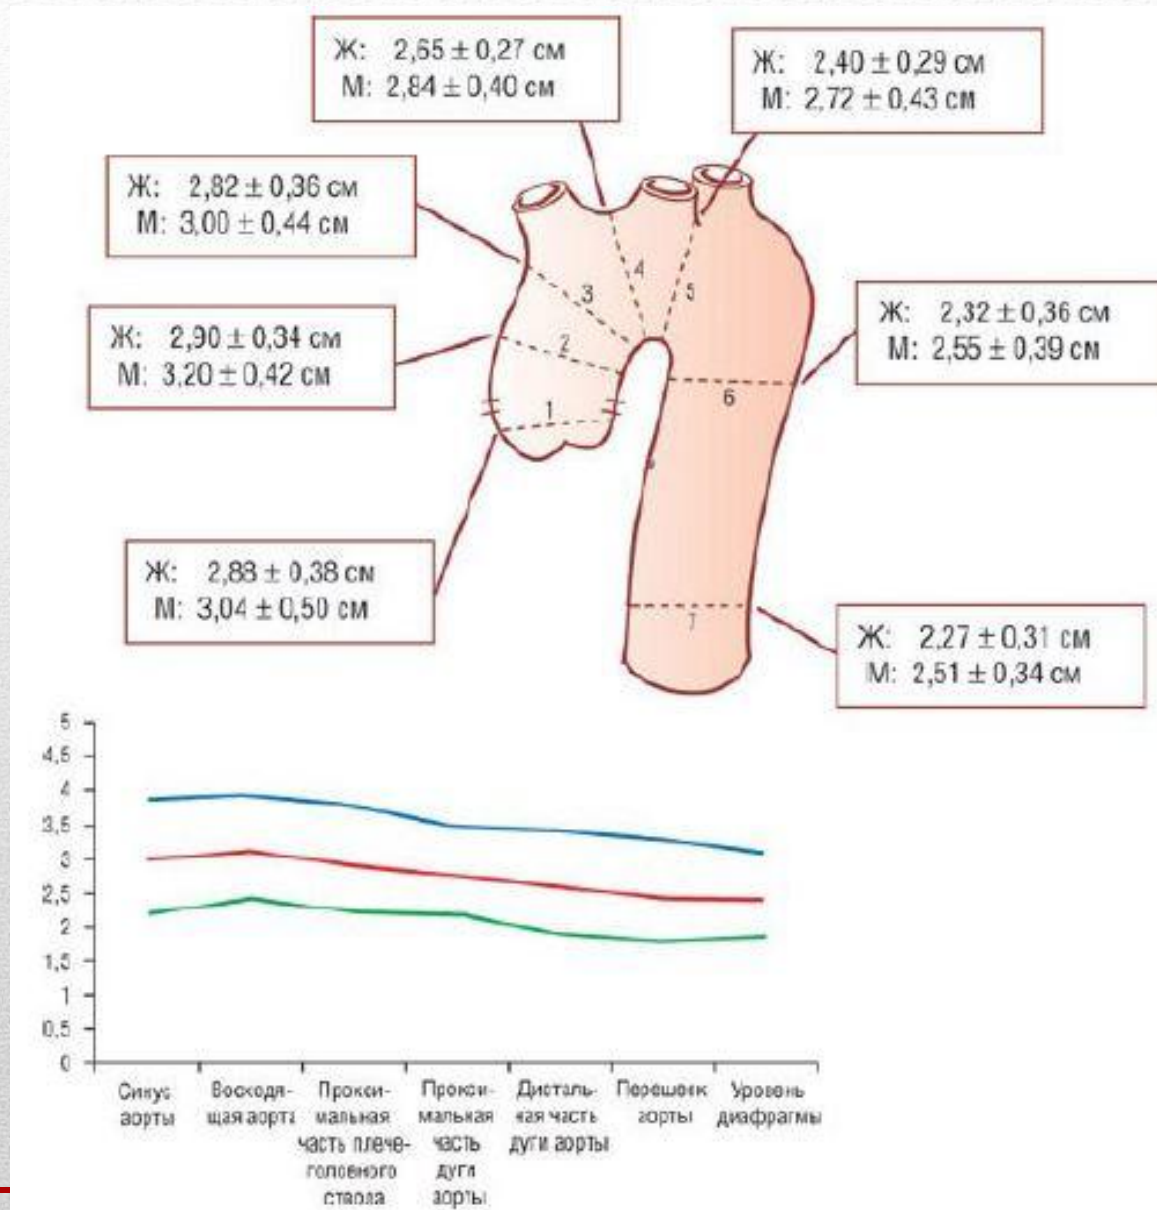 Ж: 2,65 ± 0,27 см
М: 2,84 ± 0,40 см
Ж: 2,40 ± 0,29 см
М: 2,72 ± 0,43 см
Ж: 2,82 ± 0,36 см
М: 3,00 ± 0,44 см
Ж: 2,90 ± 0,34 см
М: 3,20 ± 0,42 см
Ж: 2,32 ± 0,36 см
М: 2,55 ± 0,39 см
Ж: 2,88 ± 0,38 см
М: 3,04 ± 0,50 см
Ж: 2,27 ± 0,31 см
М: 2,51 ± 0,34 см
4
5
3
2
6
1
7
5
4,5
4
3,5
3
2,5
2
1,5
1
0,5
0
Синус
аорты
Восходя-
щая аорта
Прокси-
мальная
часть плече-
головного
ствола
Прокси-
мальная
часть
дуги
аорты
Дисталь-
ная часть
дуги аорты
Перешеек
аорты
Уровень
диафрагмы